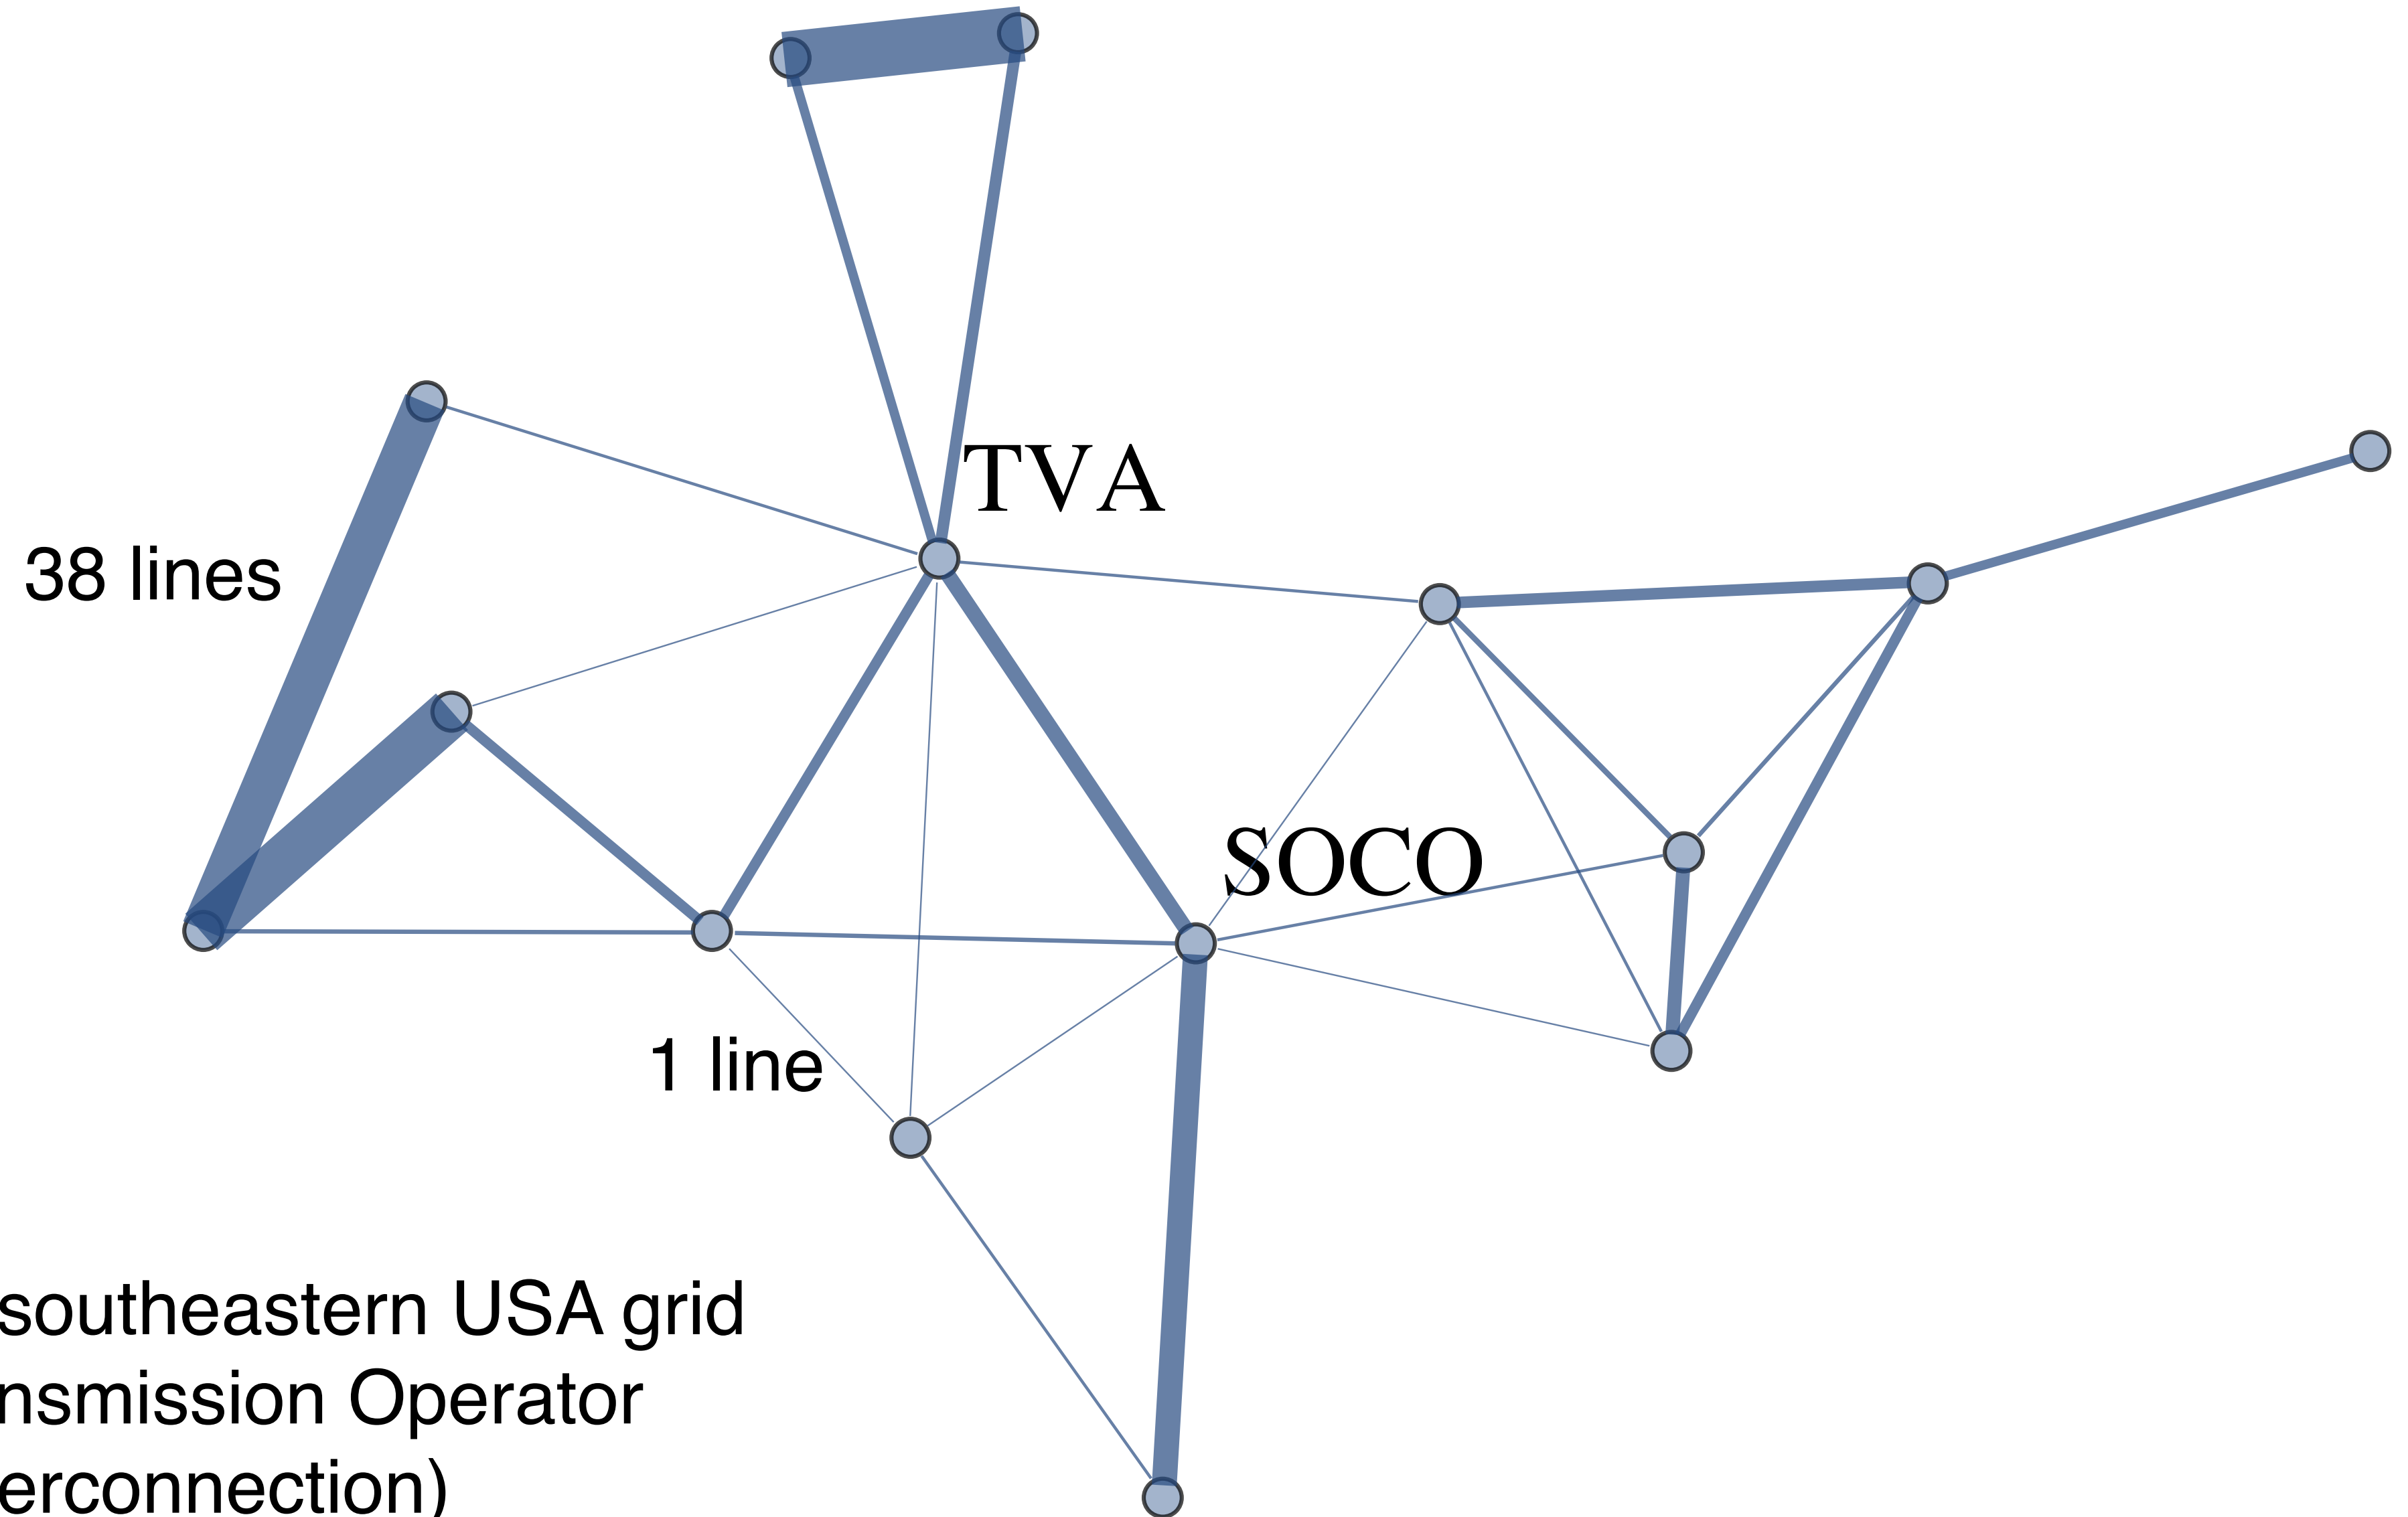 TVA
38 lines
SOCO
1 line
southeastern USA grid
nsmission Operator
erconnection)